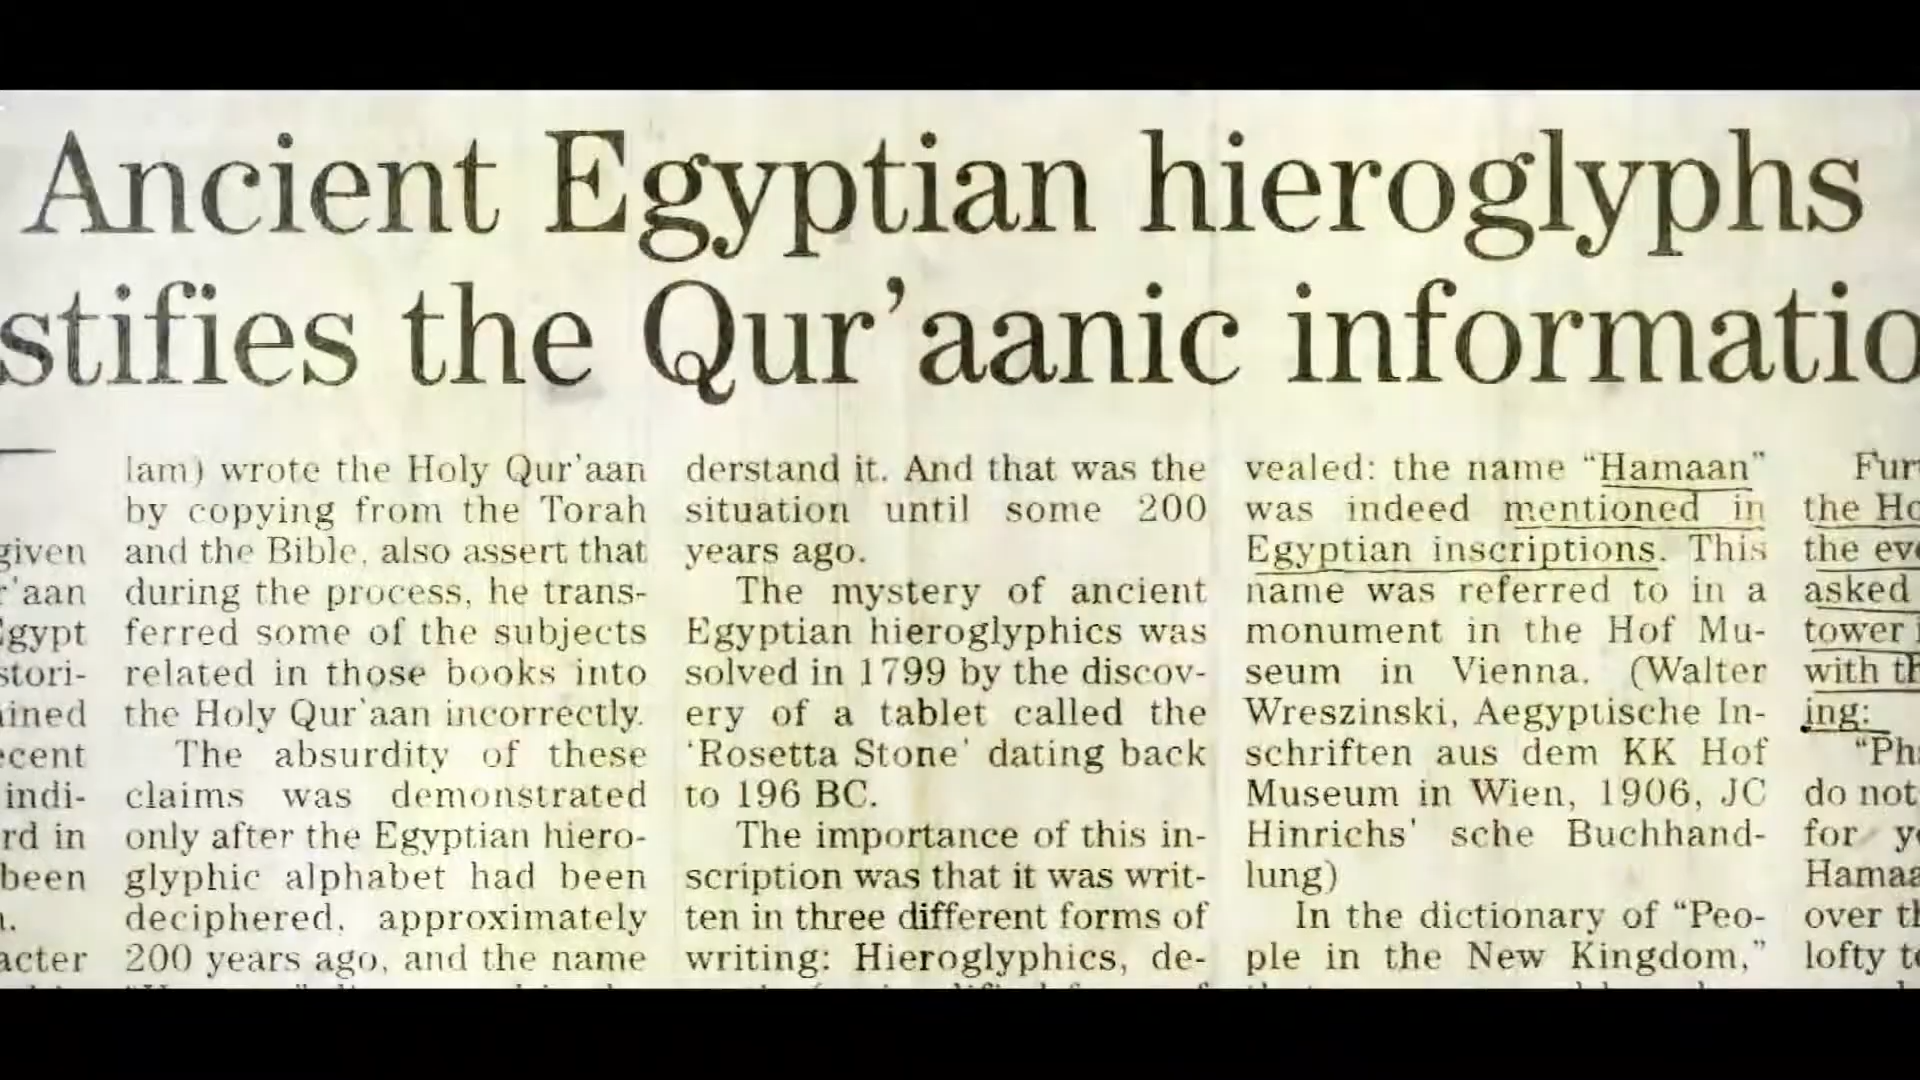 Ancient Egyptian hieroglyphs
stifies the Qur'aanic informatio
given
r'aan
Egypt
stori-
ained
ecent
indi-
rd in
been
acter
lam) wrote the Holy Qur'aan
by copying from the Torah
and the Bible, also assert that
during the process, he trans-
ferred some of the subjects
related in those books into
the Holy Qur'aan incorrectly.
The absurdity of these
claims was demonstrated
only after the Egyptian hiero-
glyphic alphabet had been
deciphered, approximately
200 years ago, and the name
derstand it. And that was the
situation until some 200
years ago.
The mystery of ancient
Egyptian hieroglyphics was
solved in 1799 by the discov-
ery of a tablet called the
'Rosetta Stone' dating back
to 196 BC.
The importance of this in-
scription was that it was writ-
ten in three different forms of
writing: Hieroglyphics, de-
vealed: the name "Hamaan"
was indeed mentioned in
Egyptian inscriptions. This
name was referred to in a
monument in the Hof Mu-
seum in Vienna. (Walter
Wreszinski, Aegyptische In-
schriften aus dem KK Hof
Museum in Wien, 1906, JC
Hinrichs' sche Buchhand-
lung)
In the dictionary of "Peo-
ple in the New Kingdom,"
Fur
the Ho
the eve
asked
tower i
with th
ing:
"Pha
do not
for yo
Hamaa
over th
lofty to